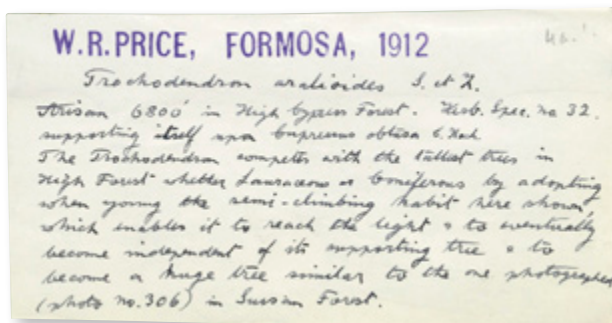 W.R.PRICE, FORMOSA, 1912
Trochodendron aralioides S. et Z.
Arisan 6800' in High Cypress Forest. Herb. Spec. no 32.
supporting itself upon Cupressus obtusa C. Koch
The Trochodendron competes with the tallest trees in
High Forest whether Lauraceous or Coniferous by adopting
when young the semi-climbing habit here shown,
which enables it to reach the light & to eventually
become independent of its supporting tree & to
become a huge tree similar to the one photographed
(photo no. 306) in Suisan Forest.